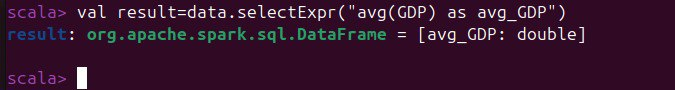 scala> val result=data.selectExpr("avg(GDP) as avg_GDP")
result: org.apache.spark.sql.DataFrame = [avg_GDP: double]
scala>